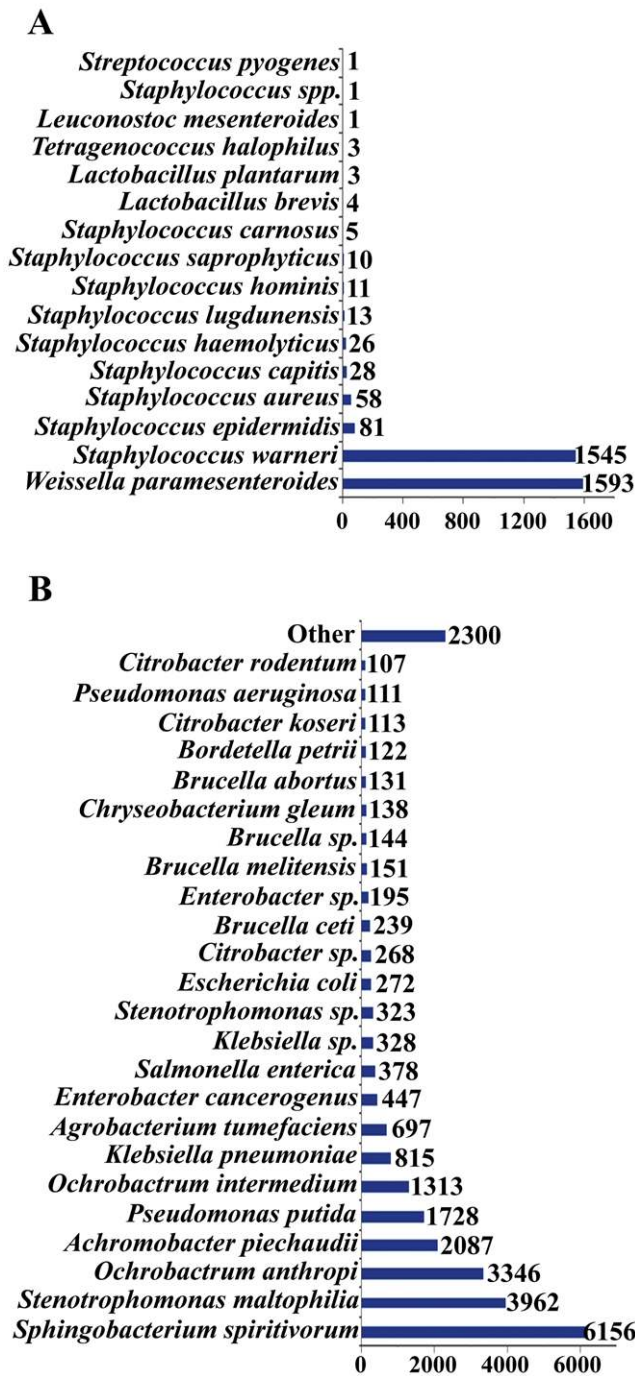 A
Streptococcus pyogenes 1
Staphylococcus spp. 1
Leuconostoc mesenteroides 1
Tetragenococcus halophilus 3
Lactobacillus plantarum 3
Lactobacillus brevis 4
Staphylococcus carnosus 5
Staphylococcus saprophyticus 10
Staphylococcus hominis 11
Staphylococcus lugdunensis 13
Staphylococcus haemolyticus 26
Staphylococcus capitis 28
Staphylococcus aureus 58
Staphylococcus epidermidis 81
Staphylococcus warneri 1545
Weissella paramesenteroides 1593
0 400 800 1200 1600
B
Other 2300
Citrobacter rodentum 107
Pseudomonas aeruginosa 111
Citrobacter koseri 113
Bordetella petrii 122
Brucella abortus 131
Chryseobacterium gleum 138
Brucella sp. 144
Brucella melitensis 151
Enterobacter sp. 195
Brucella ceti 239
Citrobacter sp. 268
Escherichia coli 272
Stenotrophomonas sp. 323
Klebsiella sp. 328
Salmonella enterica 378
Enterobacter cancerogenus 447
Agrobacterium tumefaciens 697
Klebsiella pneumoniae 815
Ochrobactrum intermedium 1313
Pseudomonas putida 1728
Achromobacter piechaudii 2087
Ochrobactrum anthropi 3346
Stenotrophomonas maltophilia 3962
Sphingobacterium spiritivorum 6156
0 2000 4000 6000